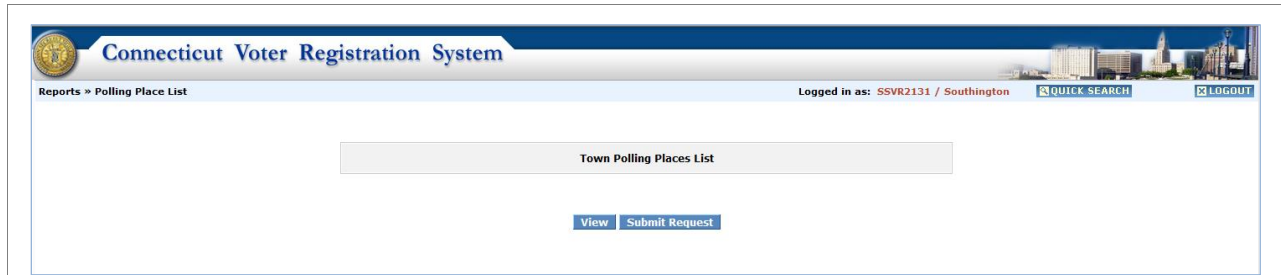 Connecticut Voter Registration System
Reports » Polling Place List Logged in as: SSVR2131 / Southington QUICK SEARCH LOGOUT
Town Polling Places List
View Submit Request